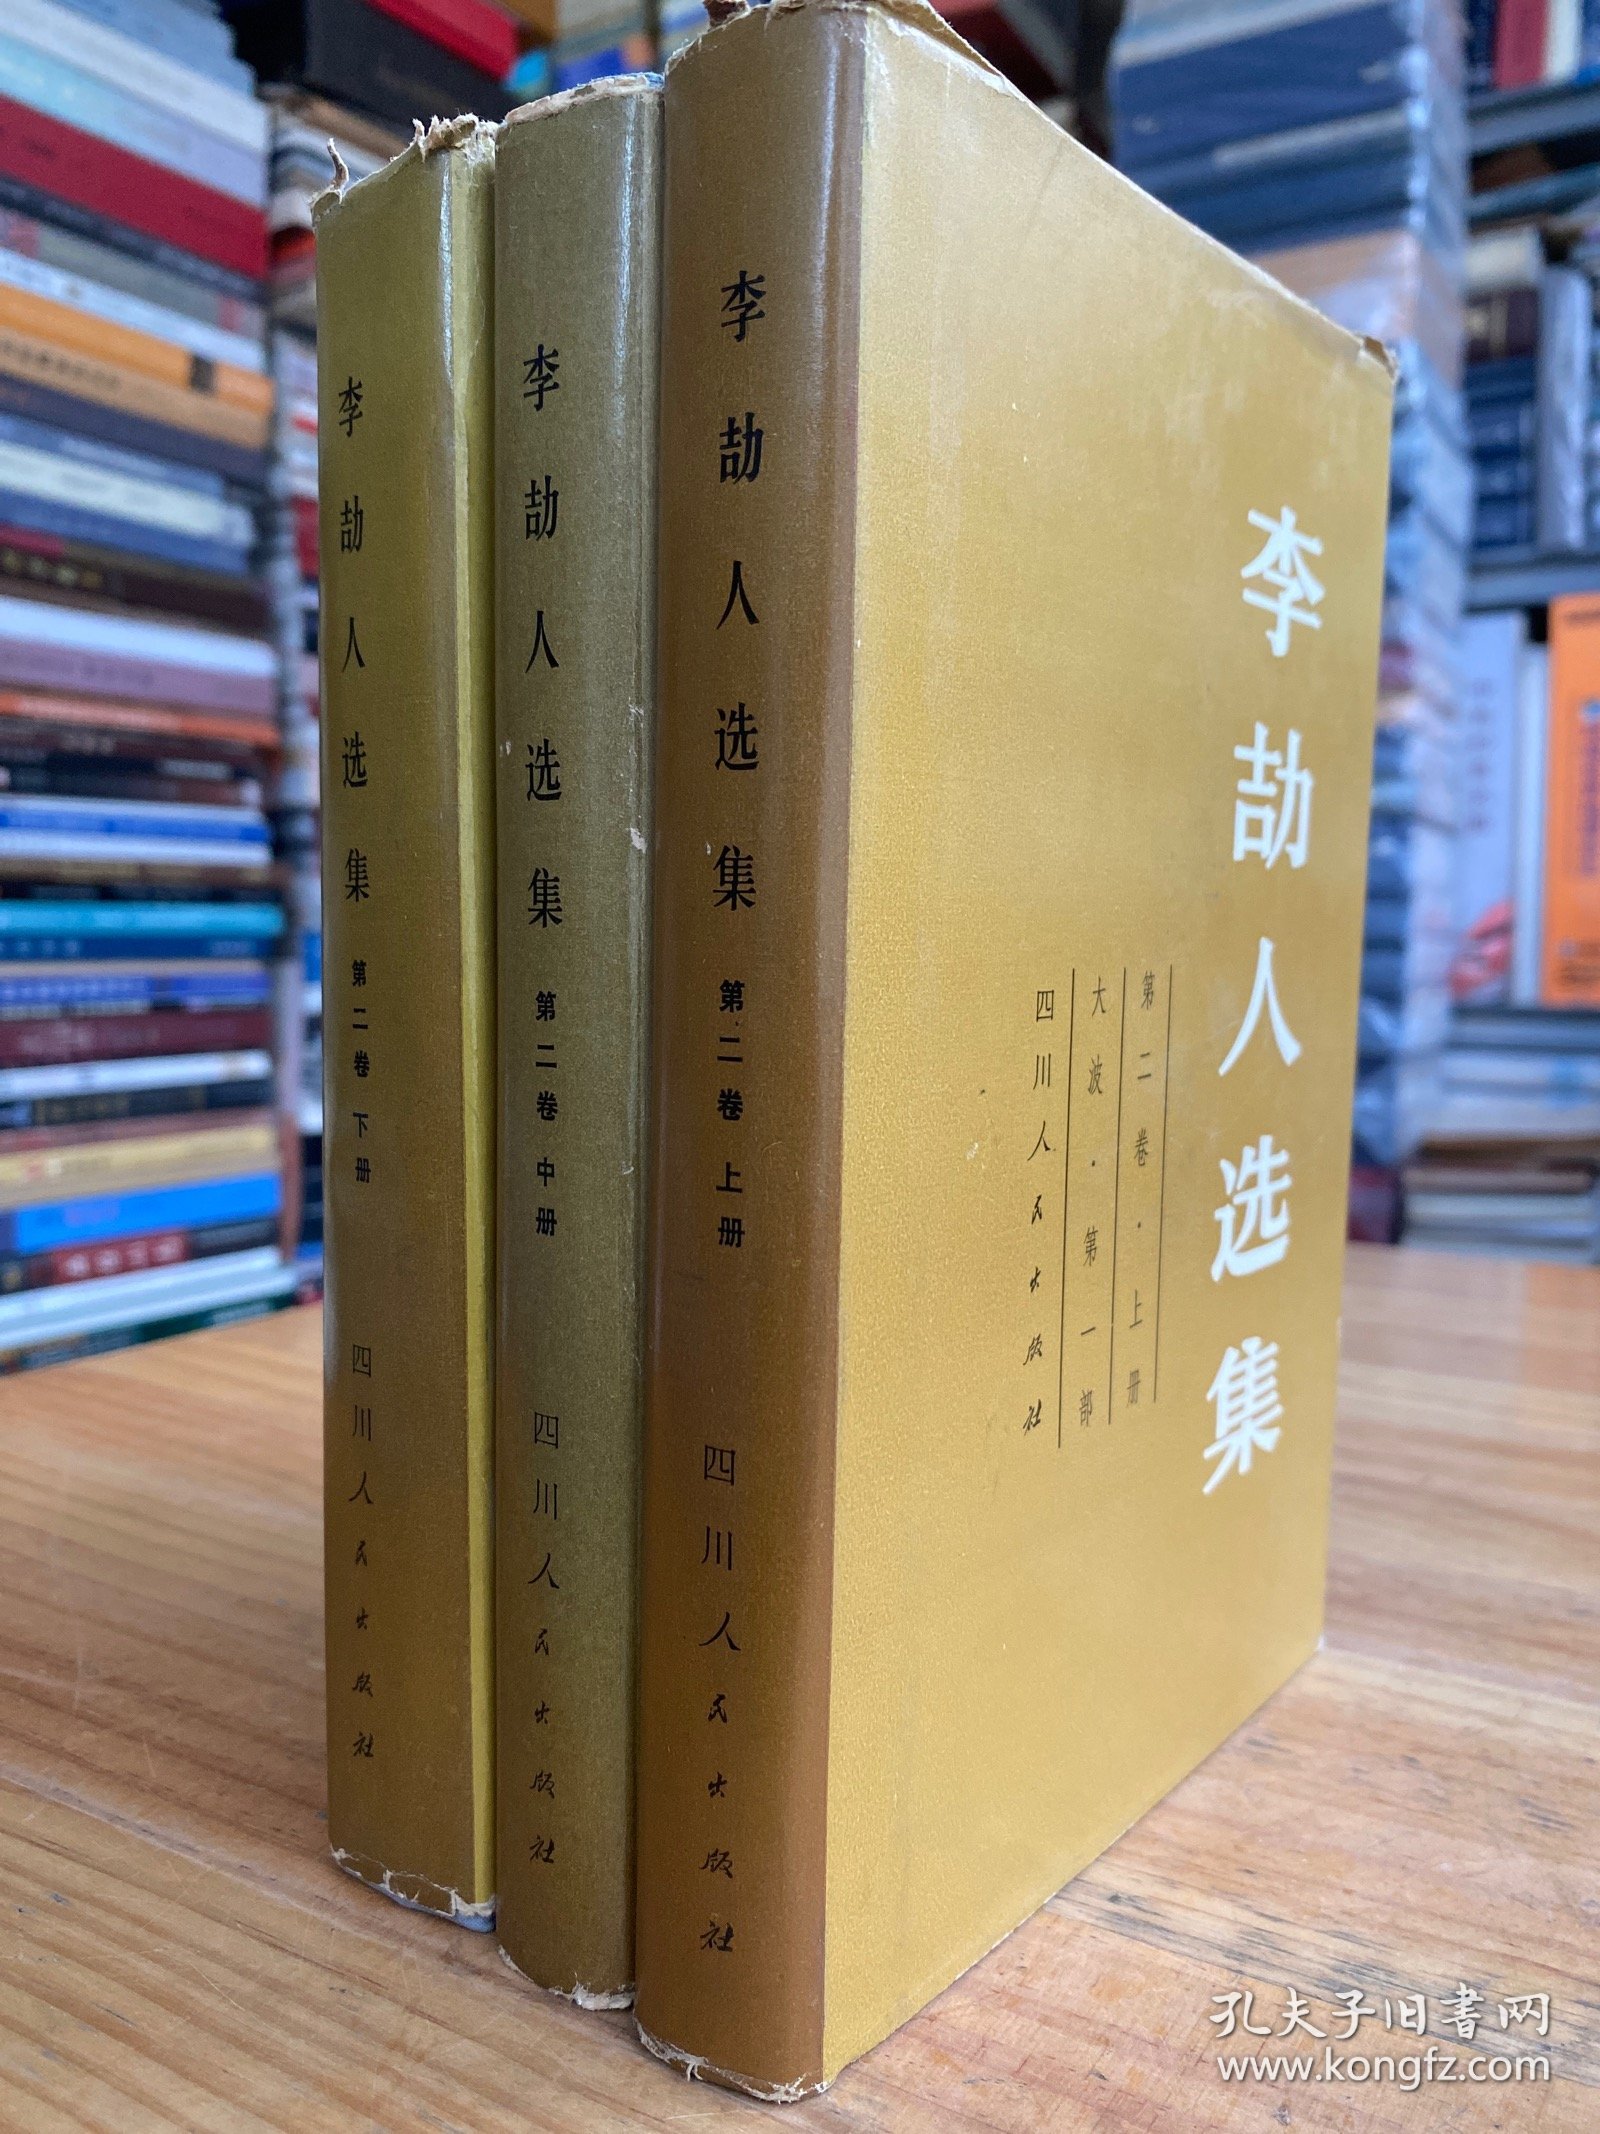 李劼人选集 第二卷 下册 四川人民出版社
李劼人选集 第二卷 中册 四川人民出版社
李劼人选集 第二卷 上册 四川人民出版社
李劼人选集
第二卷·上册
大波·第一部
四川人民出版社
孔夫子旧书网
www.kongfz.com